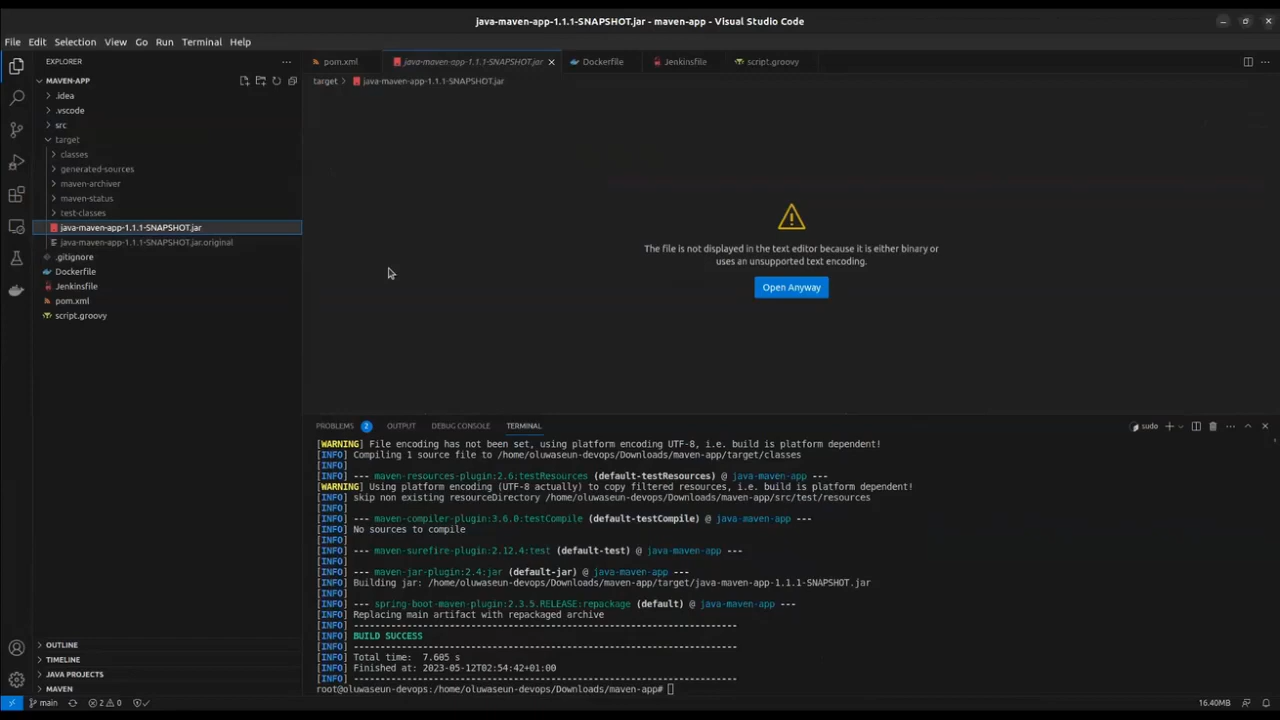 java-maven-app-1.1.1-SNAPSHOT.jar - maven-app - Visual Studio Code
File Edit Selection View Go Run Terminal Help
EXPLORER
MAVEN-APP
.idea
.vscode
src
target
classes
generated-sources
maven-archiver
maven-status
test-classes
java-maven-app-1.1.1-SNAPSHOT.jar
java-maven-app-1.1.1-SNAPSHOT.jar.original
.gitignore
Dockerfile
Jenkinsfile
pom.xml
script.groovy
OUTLINE
TIMELINE
JAVA PROJECTS
MAVEN
pom.xml java-maven-app-1.1.1-SNAPSHOT.jar Dockerfile Jenkinsfile script.groovy
target java-maven-app-1.1.1-SNAPSHOT.jar
The file is not displayed in the text editor because it is either binary or
uses an unsupported text encoding.
Open Anyway
PROBLEMS 2 OUTPUT DEBUG CONSOLE TERMINAL sudo
[WARNING] File encoding has not been set, using platform encoding UTF-8, i.e. build is platform dependent!
[INFO] Compiling 1 source file to /home/oluwaseun-devops/Downloads/maven-app/target/classes
[INFO]
[INFO] --- maven-resources-plugin:2.6:testResources (default-testResources) @ java-maven-app ---
[WARNING] Using platform encoding (UTF-8 actually) to copy filtered resources, i.e. build is platform dependent!
[INFO] skip non existing resourceDirectory /home/oluwaseun-devops/Downloads/maven-app/src/test/resources
[INFO]
[INFO] --- maven-compiler-plugin:3.6.0:testCompile (default-testCompile) @ java-maven-app ---
[INFO] No sources to compile
[INFO]
[INFO] --- maven-surefire-plugin:2.12.4:test (default-test) @ java-maven-app ---
[INFO]
[INFO] --- maven-jar-plugin:2.4:jar (default-jar) @ java-maven-app ---
[INFO] Building jar: /home/oluwaseun-devops/Downloads/maven-app/target/java-maven-app-1.1.1-SNAPSHOT.jar
[INFO]
[INFO] --- spring-boot-maven-plugin:2.3.5.RELEASE:repackage (default) @ java-maven-app ---
[INFO] Replacing main artifact with repackaged archive
[INFO] ------------------------------------------------------------------------
[INFO] BUILD SUCCESS
[INFO] ------------------------------------------------------------------------
[INFO] Total time: 7.605 s
[INFO] Finished at: 2023-05-12T02:54:42+01:00
[INFO] ------------------------------------------------------------------------
root@oluwaseun-devops:/home/oluwaseun-devops/Downloads/maven-app#
main 2 0 16.40MB